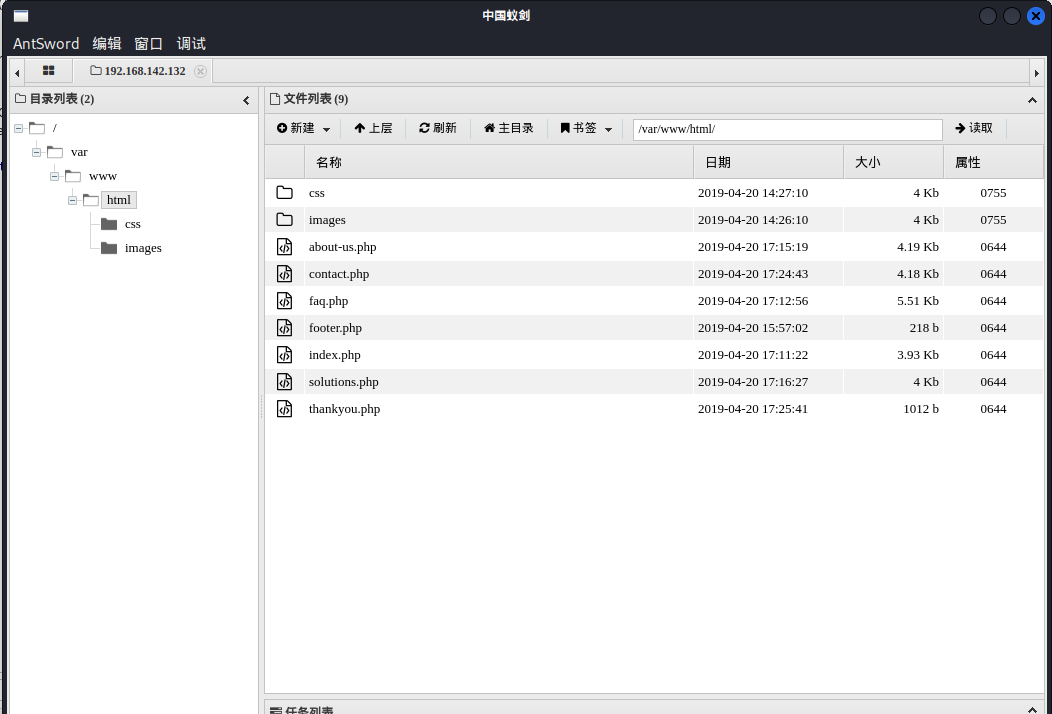 中国蚁剑
AntSword 编辑 窗口 调试
192.168.142.132
目录列表 (2)
/
var
www
html
css
images
文件列表 (9)
新建 上层 刷新 主目录 书签 /var/www/html/ 读取
名称 日期 大小 属性
css 2019-04-20 14:27:10 4 Kb 0755
images 2019-04-20 14:26:10 4 Kb 0755
about-us.php 2019-04-20 17:15:19 4.19 Kb 0644
contact.php 2019-04-20 17:24:43 4.18 Kb 0644
faq.php 2019-04-20 17:12:56 5.51 Kb 0644
footer.php 2019-04-20 15:57:02 218 b 0644
index.php 2019-04-20 17:11:22 3.93 Kb 0644
solutions.php 2019-04-20 17:16:27 4 Kb 0644
thankyou.php 2019-04-20 17:25:41 1012 b 0644
任务列表